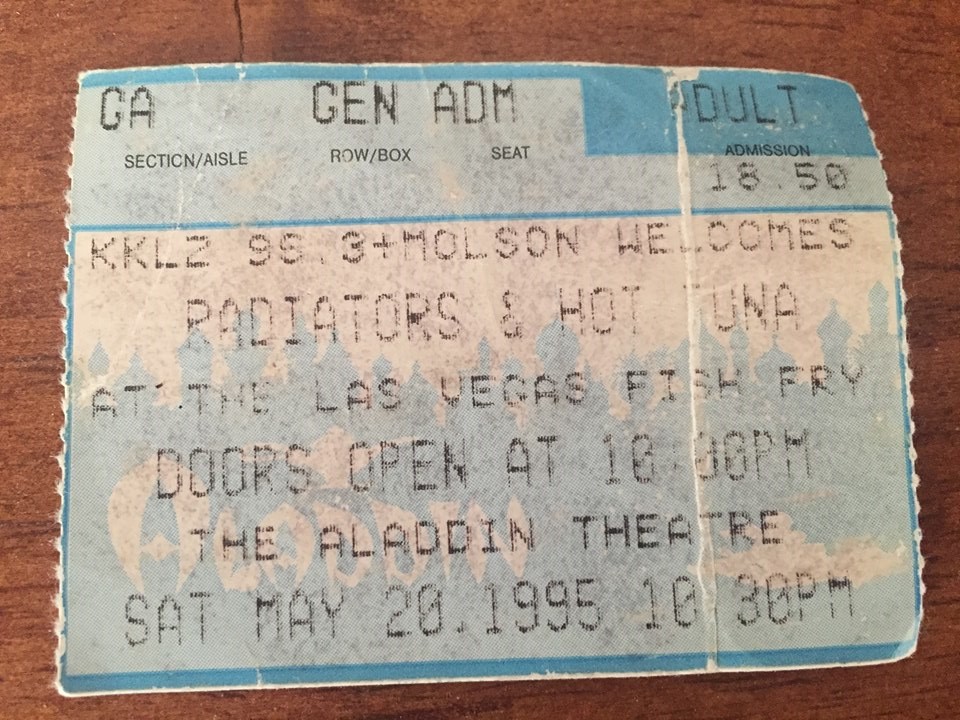 GA GEN ADM ADULT
SECTION/AISLE ROW/BOX SEAT ADMISSION
18.50
KKLZ 96.3+MOLSON WELCOMES
RADIATORS & HOT TUNA
AT THE LAS VEGAS FISH FRY
DOORS OPEN AT 10:00PM
ALADDIN
THE ALADDIN THEATRE
SAT MAY 20,1995 10:30PM